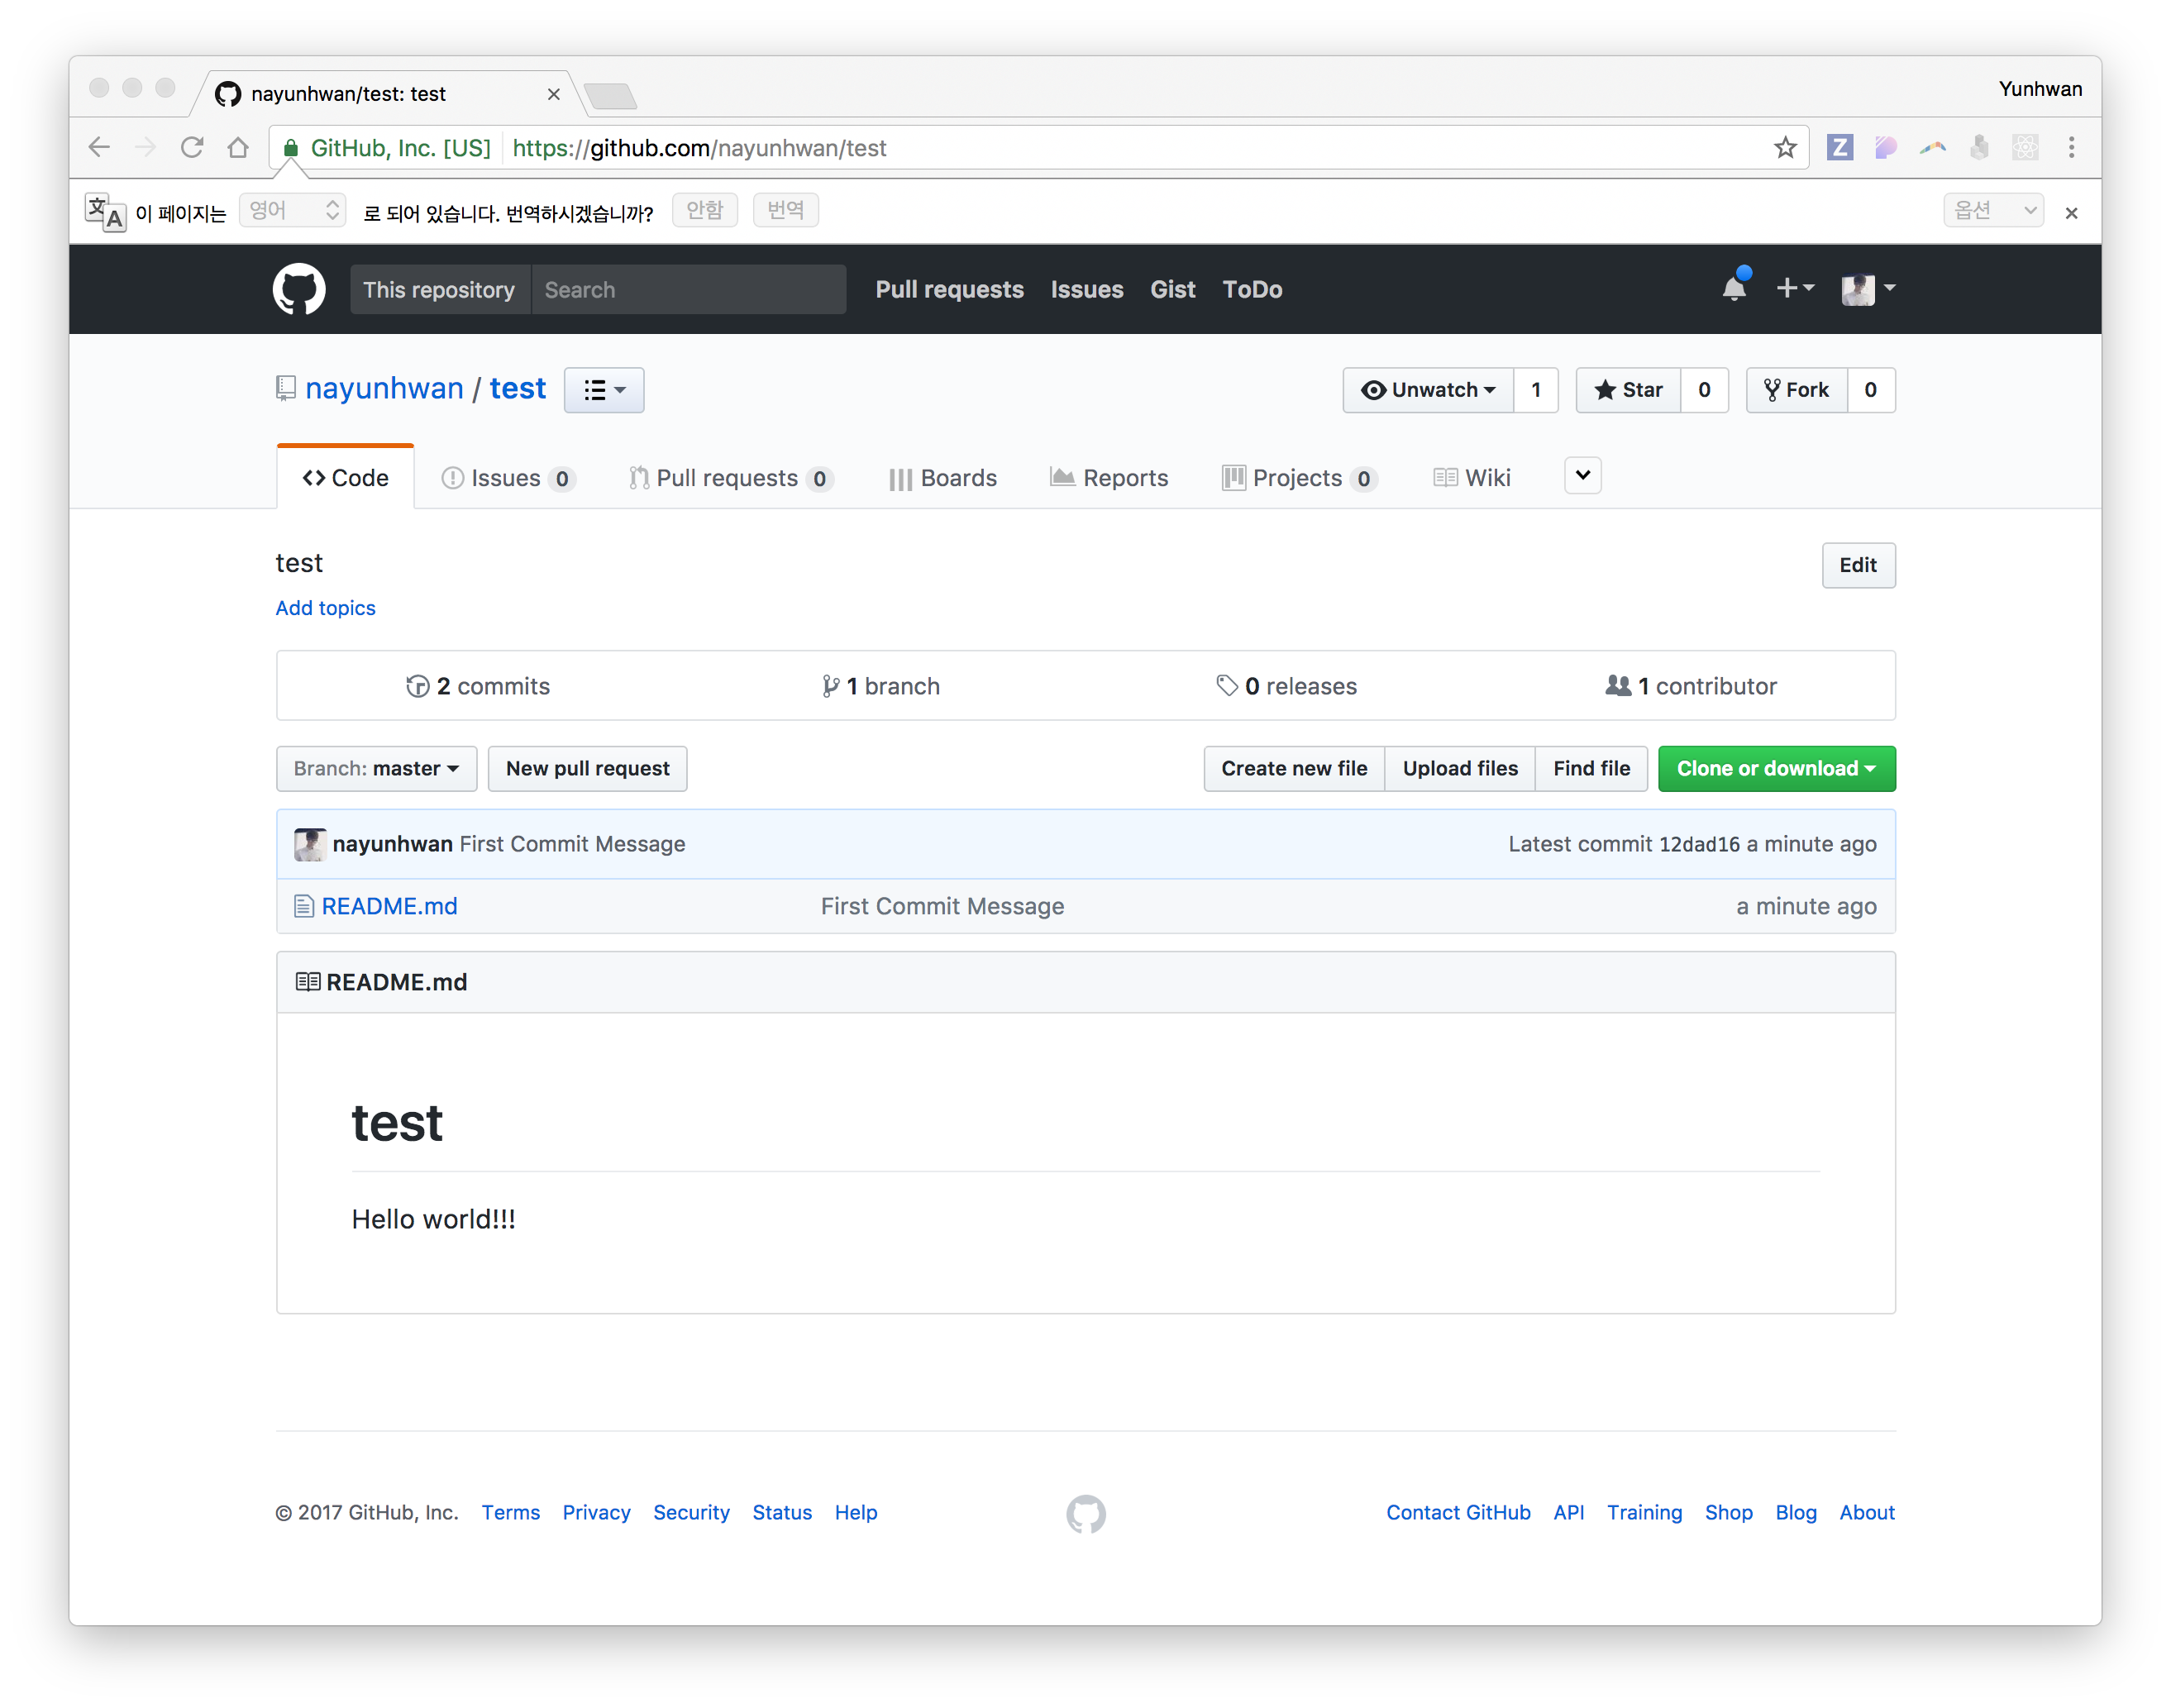 nayunhwan/test: test
Yunhwan
GitHub, Inc. [US] https://github.com/nayunhwan/test
이 페이지는 영어 로 되어 있습니다. 번역하시겠습니까? 안함 번역 옵션
This repository Search Pull requests Issues Gist ToDo
nayunhwan / test Unwatch 1 Star 0 Fork 0
Code Issues 0 Pull requests 0 Boards Reports Projects 0 Wiki
test Edit
Add topics
2 commits 1 branch 0 releases 1 contributor
Branch: master New pull request Create new file Upload files Find file Clone or download
nayunhwan First Commit Message Latest commit 12dad16 a minute ago
README.md First Commit Message a minute ago
README.md
test
Hello world!!!
© 2017 GitHub, Inc. Terms Privacy Security Status Help Contact GitHub API Training Shop Blog About